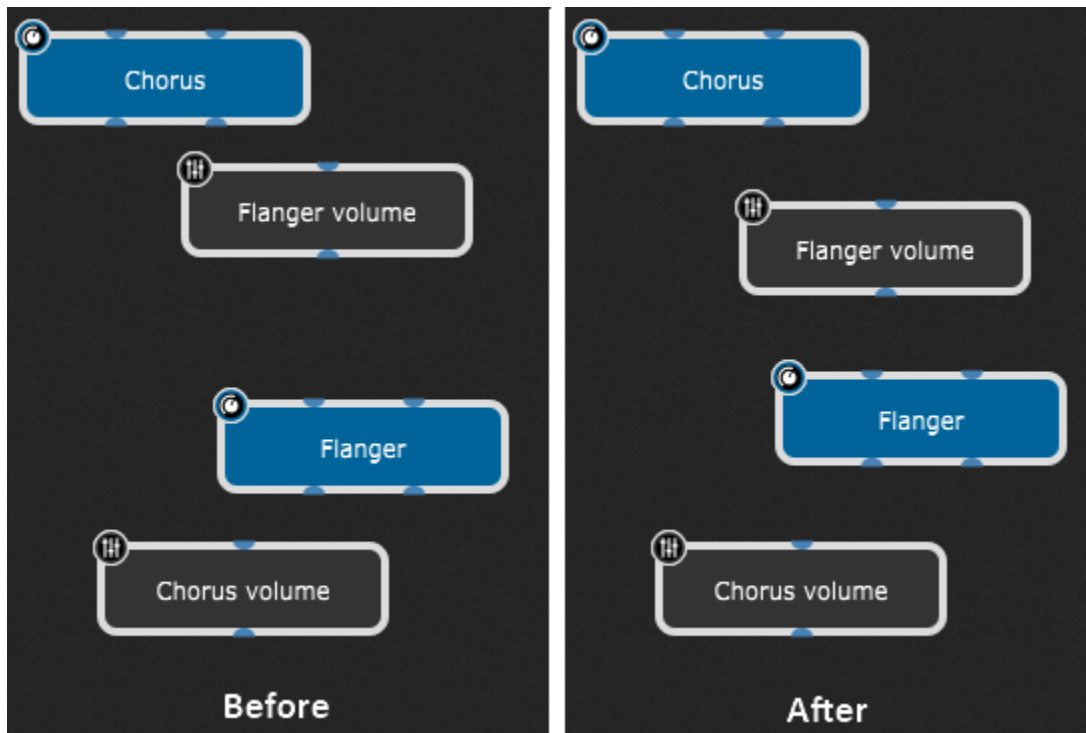 Chorus
Flanger volume
Flanger
Chorus volume
Before
Chorus
Flanger volume
Flanger
Chorus volume
After